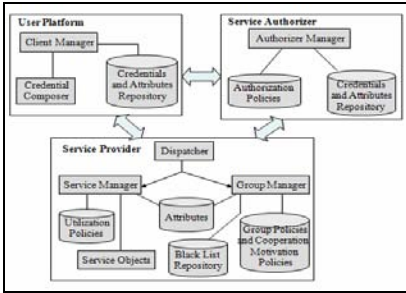 User Platform
Client Manager
Credential
Composer
Credentials
and Attributes
Repository
Service Authorizer
Authorizer Manager
Authorization
Policies
Credentials
and Attributes
Repository
Service Provider
Dispatcher
Service Manager
Group Manager
Utilization
Policies
Attributes
Service Objects
Black List
Repository
Group Policies
and Cooperation
Motivation
Policies